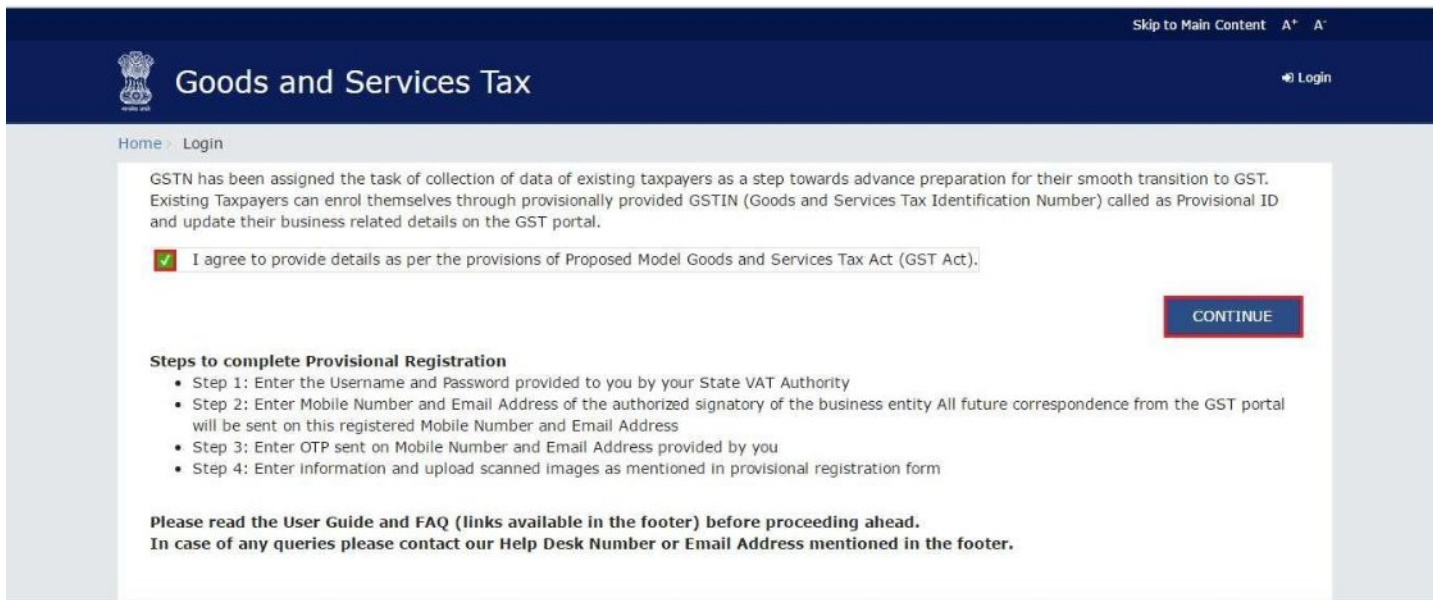 Skip to Main Content A+ A-
Goods and Services Tax
Login
Home › Login
GSTN has been assigned the task of collection of data of existing taxpayers as a step towards advance preparation for their smooth transition to GST.
Existing Taxpayers can enrol themselves through provisionally provided GSTIN (Goods and Services Tax Identification Number) called as Provisional ID
and update their business related details on the GST portal.
I agree to provide details as per the provisions of Proposed Model Goods and Services Tax Act (GST Act).
CONTINUE
Steps to complete Provisional Registration
• Step 1: Enter the Username and Password provided to you by your State VAT Authority
• Step 2: Enter Mobile Number and Email Address of the authorized signatory of the business entity All future correspondence from the GST portal
will be sent on this registered Mobile Number and Email Address
• Step 3: Enter OTP sent on Mobile Number and Email Address provided by you
• Step 4: Enter information and upload scanned images as mentioned in provisional registration form
Please read the User Guide and FAQ (links available in the footer) before proceeding ahead.
In case of any queries please contact our Help Desk Number or Email Address mentioned in the footer.